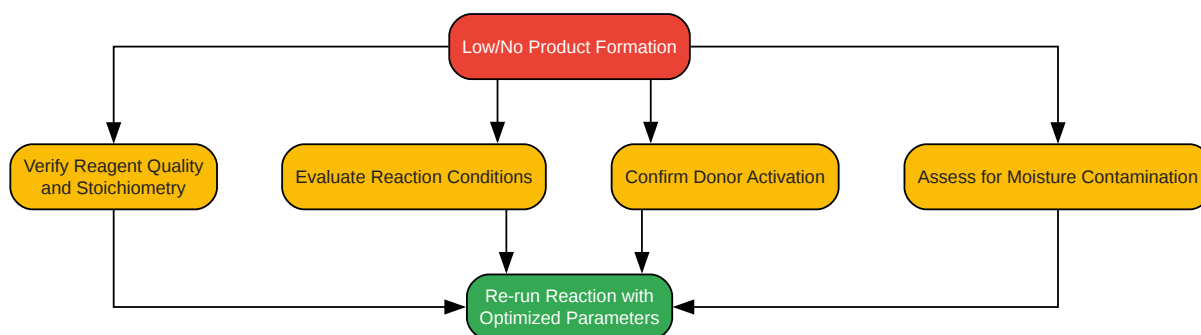 Low/No Product Formation
Verify Reagent Quality
and Stoichiometry
Evaluate Reaction Conditions
Confirm Donor Activation
Assess for Moisture Contamination
Re-run Reaction with
Optimized Parameters